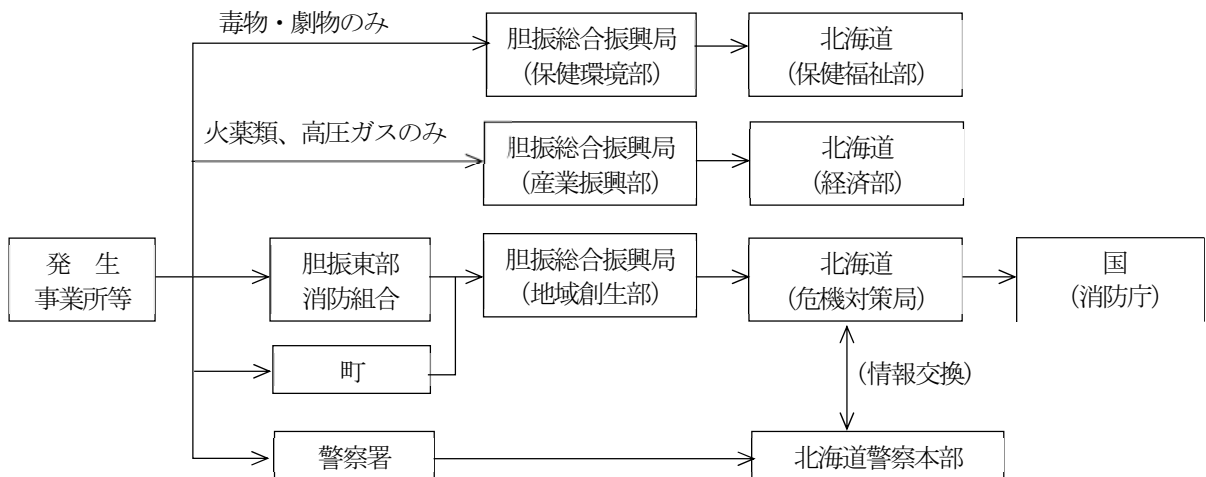 毒物・劇物のみ
胆振総合振興局
（保健環境部）
北海道
（保健福祉部）
火薬類、高圧ガスのみ
胆振総合振興局
（産業振興部）
北海道
（経済部）
発　生
事業所等
胆振東部
消防組合
胆振総合振興局
（地域創生部）
北海道
（危機対策局）
国
（消防庁）
町
（情報交換）
警察署
北海道警察本部